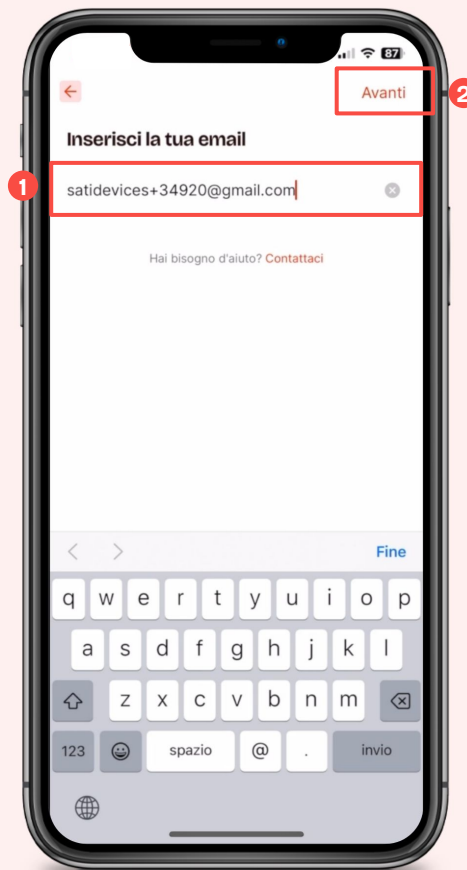 87
Avanti
2
Inserisci la tua email
1
satidevices+34920@gmail.com
Hai bisogno d'aiuto? Contattaci
Fine
q w e r t y u i o p
a s d f g h j k l
z x c v b n m
123 spazio @ . invio